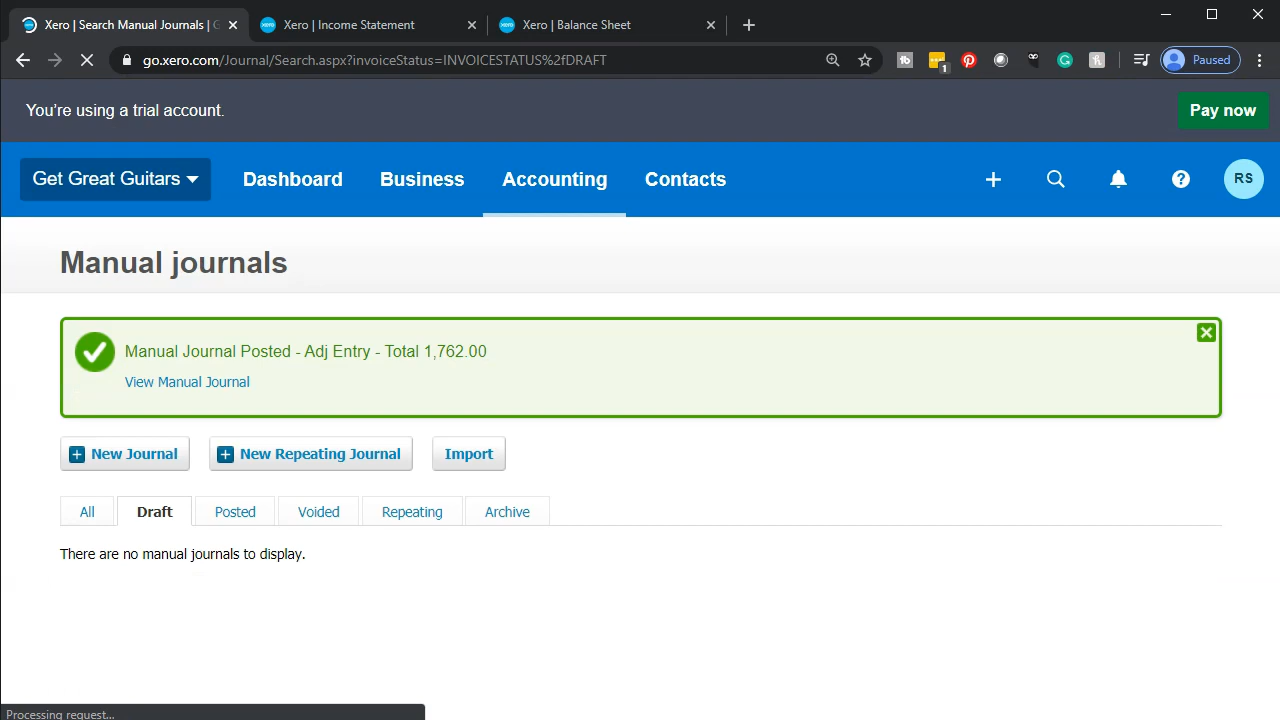 Xero | Search Manual Journals | G
Xero | Income Statement
Xero | Balance Sheet
go.xero.com/Journal/Search.aspx?invoiceStatus=INVOICESTATUS%2fDRAFT
1
Paused
You're using a trial account.
Pay now
Get Great Guitars
Dashboard
Business
Accounting
Contacts
RS
Manual journals
Manual Journal Posted - Adj Entry - Total 1,762.00
View Manual Journal
New Journal
New Repeating Journal
Import
All
Draft
Posted
Voided
Repeating
Archive
There are no manual journals to display.
Processing request...